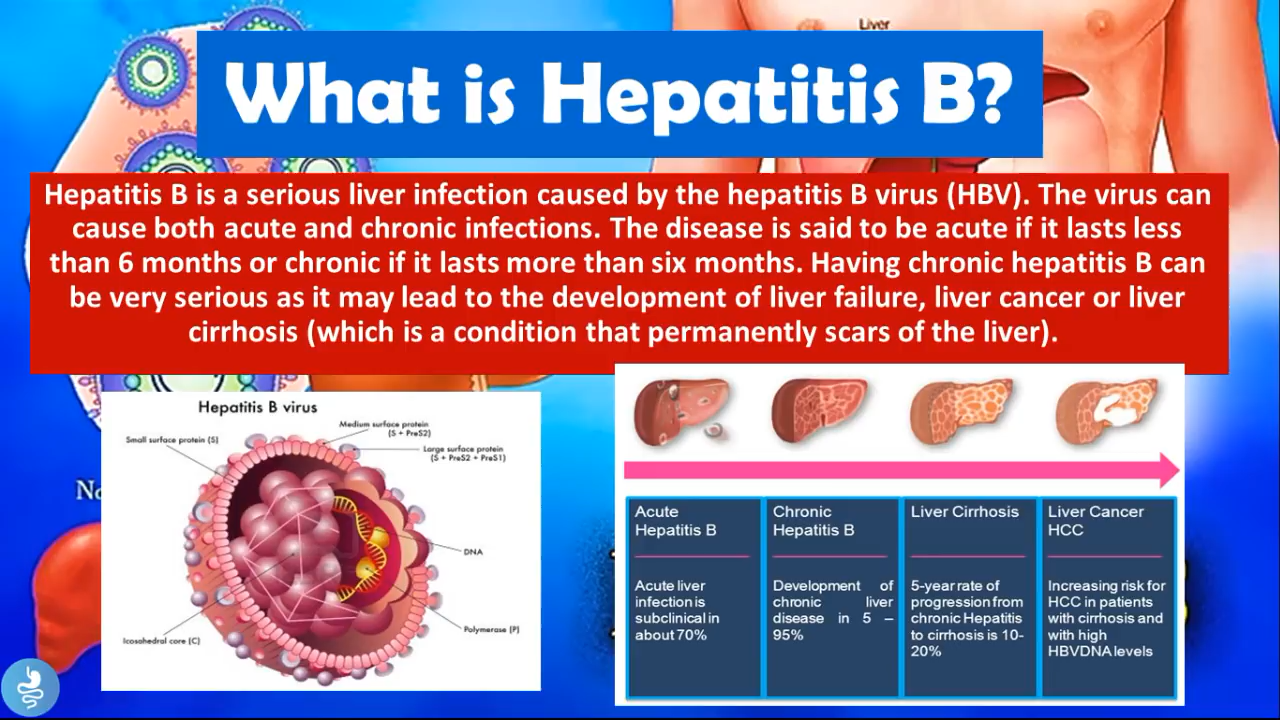 Liver
What is Hepatitis B?
Hepatitis B is a serious liver infection caused by the hepatitis B virus (HBV). The virus can
cause both acute and chronic infections. The disease is said to be acute if it lasts less
than 6 months or chronic if it lasts more than six months. Having chronic hepatitis B can
be very serious as it may lead to the development of liver failure, liver cancer or liver
cirrhosis (which is a condition that permanently scars of the liver).
Hepatitis B virus
Medium surface protein
(S + PreS2)
Small surface protein (S)
Large surface protein
(S + PreS2 + PreS1)
DNA
Polymerase (P)
Icosahedral core (C)
Acute
Hepatitis B
Acute liver
infection is
subclinical in
about 70%
Chronic
Hepatitis B
Development of
chronic liver
disease in 5 –
95%
Liver Cirrhosis
5-year rate of
progression from
chronic Hepatitis
to cirrhosis is 10-
20%
Liver Cancer
HCC
Increasing risk for
HCC in patients
with cirrhosis and
with high
HBVDNA levels